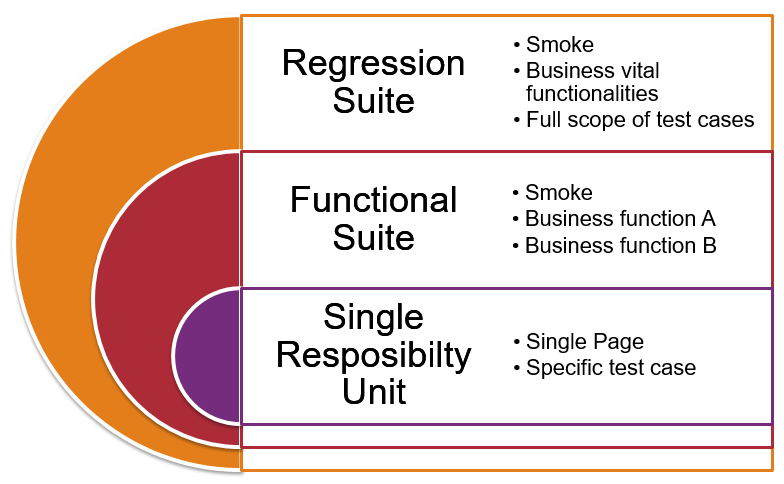 Regression
Suite
• Smoke
• Business vital
functionalities
• Full scope of test cases
Functional
Suite
• Smoke
• Business function A
• Business function B
Single
Resposibilty
Unit
• Single Page
• Specific test case